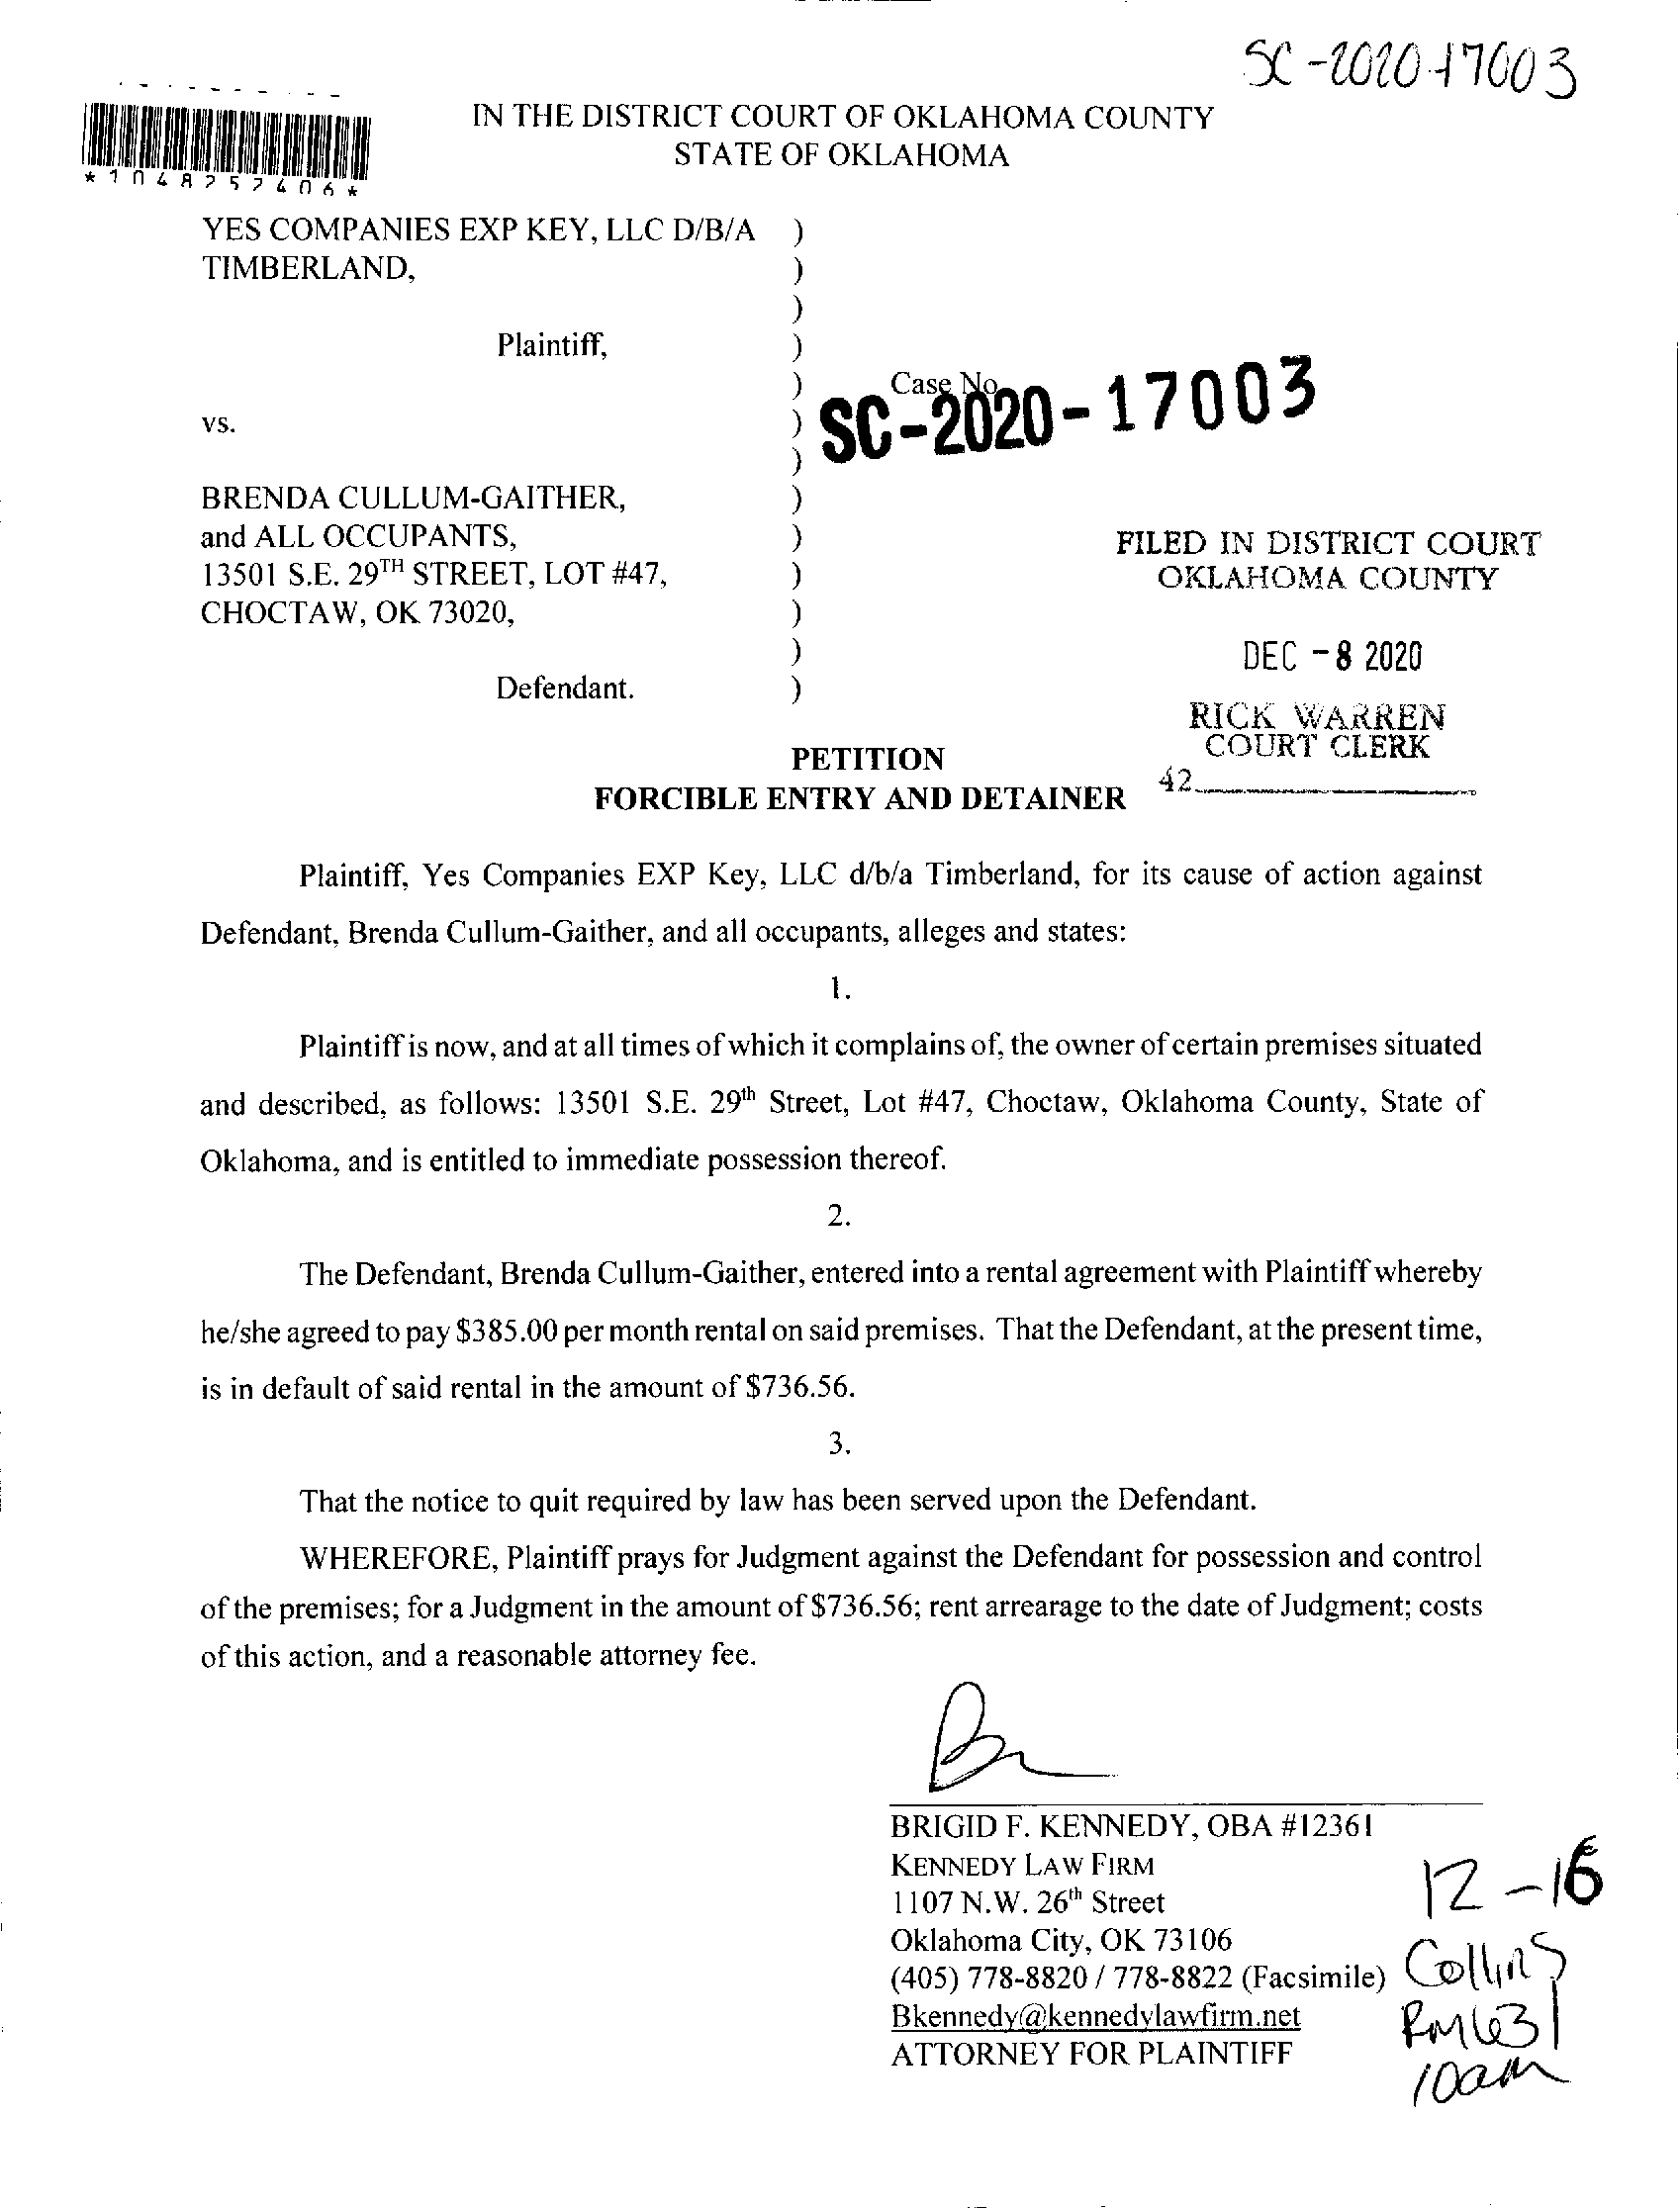 SC-2020-17003
IN THE DISTRICT COURT OF OKLAHOMA COUNTY
STATE OF OKLAHOMA
*1048252406*
YES COMPANIES EXP KEY, LLC D/B/A )
TIMBERLAND, )
)
Plaintiff, )
)
vs. )
)
BRENDA CULLUM-GAITHER, )
and ALL OCCUPANTS, )
13501 S.E. 29TH STREET, LOT #47, )
CHOCTAW, OK 73020, )
)
Defendant. )
Case No.
SC-2020-17003
FILED IN DISTRICT COURT
OKLAHOMA COUNTY
DEC -8 2020
RICK WARREN
COURT CLERK
42
PETITION
FORCIBLE ENTRY AND DETAINER
Plaintiff, Yes Companies EXP Key, LLC d/b/a Timberland, for its cause of action against
Defendant, Brenda Cullum-Gaither, and all occupants, alleges and states:
1.
Plaintiff is now, and at all times of which it complains of, the owner of certain premises situated
and described, as follows: 13501 S.E. 29th Street, Lot #47, Choctaw, Oklahoma County, State of
Oklahoma, and is entitled to immediate possession thereof.
2.
The Defendant, Brenda Cullum-Gaither, entered into a rental agreement with Plaintiff whereby
he/she agreed to pay $385.00 per month rental on said premises. That the Defendant, at the present time,
is in default of said rental in the amount of $736.56.
3.
That the notice to quit required by law has been served upon the Defendant.
WHEREFORE, Plaintiff prays for Judgment against the Defendant for possession and control
of the premises; for a Judgment in the amount of $736.56; rent arrearage to the date of Judgment; costs
of this action, and a reasonable attorney fee.
BRIGID F. KENNEDY, OBA #12361
KENNEDY LAW FIRM
1107 N.W. 26th Street
Oklahoma City, OK 73106
(405) 778-8820 / 778-8822 (Facsimile)
Bkennedy@kennedylawfirm.net
ATTORNEY FOR PLAINTIFF
12-16
Collins
Rm 631
10am